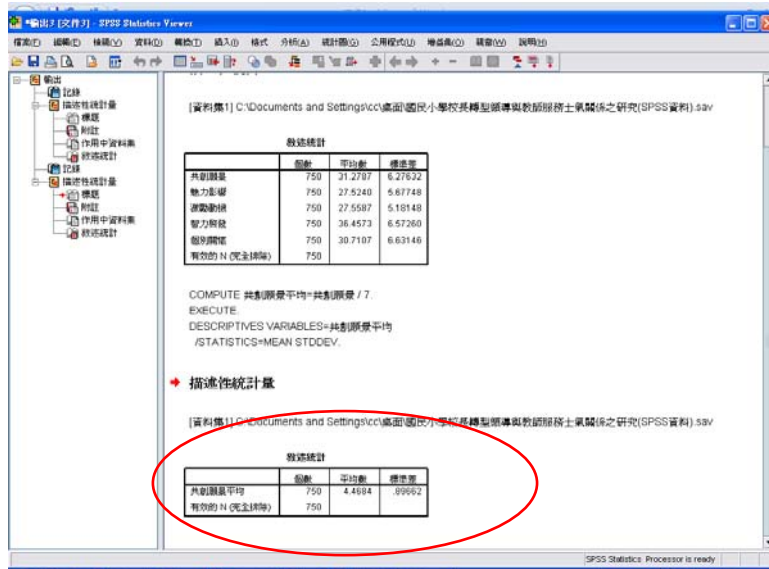 *輸出3 [文件3] - SPSS Statistics Viewer
檔案(F) 編輯(E) 檢視(V) 資料(D) 轉換(T) 插入(I) 格式 分析(A) 統計圖(G) 公用程式(U) 增益集(O) 視窗(W) 說明(H)
輸出
記錄
描述性統計量
標題
附註
作用中資料集
敘述統計
記錄
描述性統計量
標題
附註
作用中資料集
敘述統計
[資料集1] C:\Documents and Settings\cc\桌面\國民小學校長轉型領導與教師服務士氣關係之研究(SPSS資料).sav
敘述統計
個數 平均數 標準差
共創願景 750 31.2787 6.27632
魅力影響 750 27.5240 5.67748
激勵動機 750 27.5587 5.18148
智力啟發 750 36.4573 6.57260
個別關懷 750 30.7107 6.63146
有效的 N (完全排除) 750
COMPUTE 共創願景平均=共創願景 / 7.
EXECUTE.
DESCRIPTIVES VARIABLES=共創願景平均
/STATISTICS=MEAN STDDEV.
描述性統計量
[資料集1] C:\Documents and Settings\cc\桌面\國民小學校長轉型領導與教師服務士氣關係之研究(SPSS資料).sav
敘述統計
個數 平均數 標準差
共創願景平均 750 4.4684 .89662
有效的 N (完全排除) 750
SPSS Statistics Processor is ready